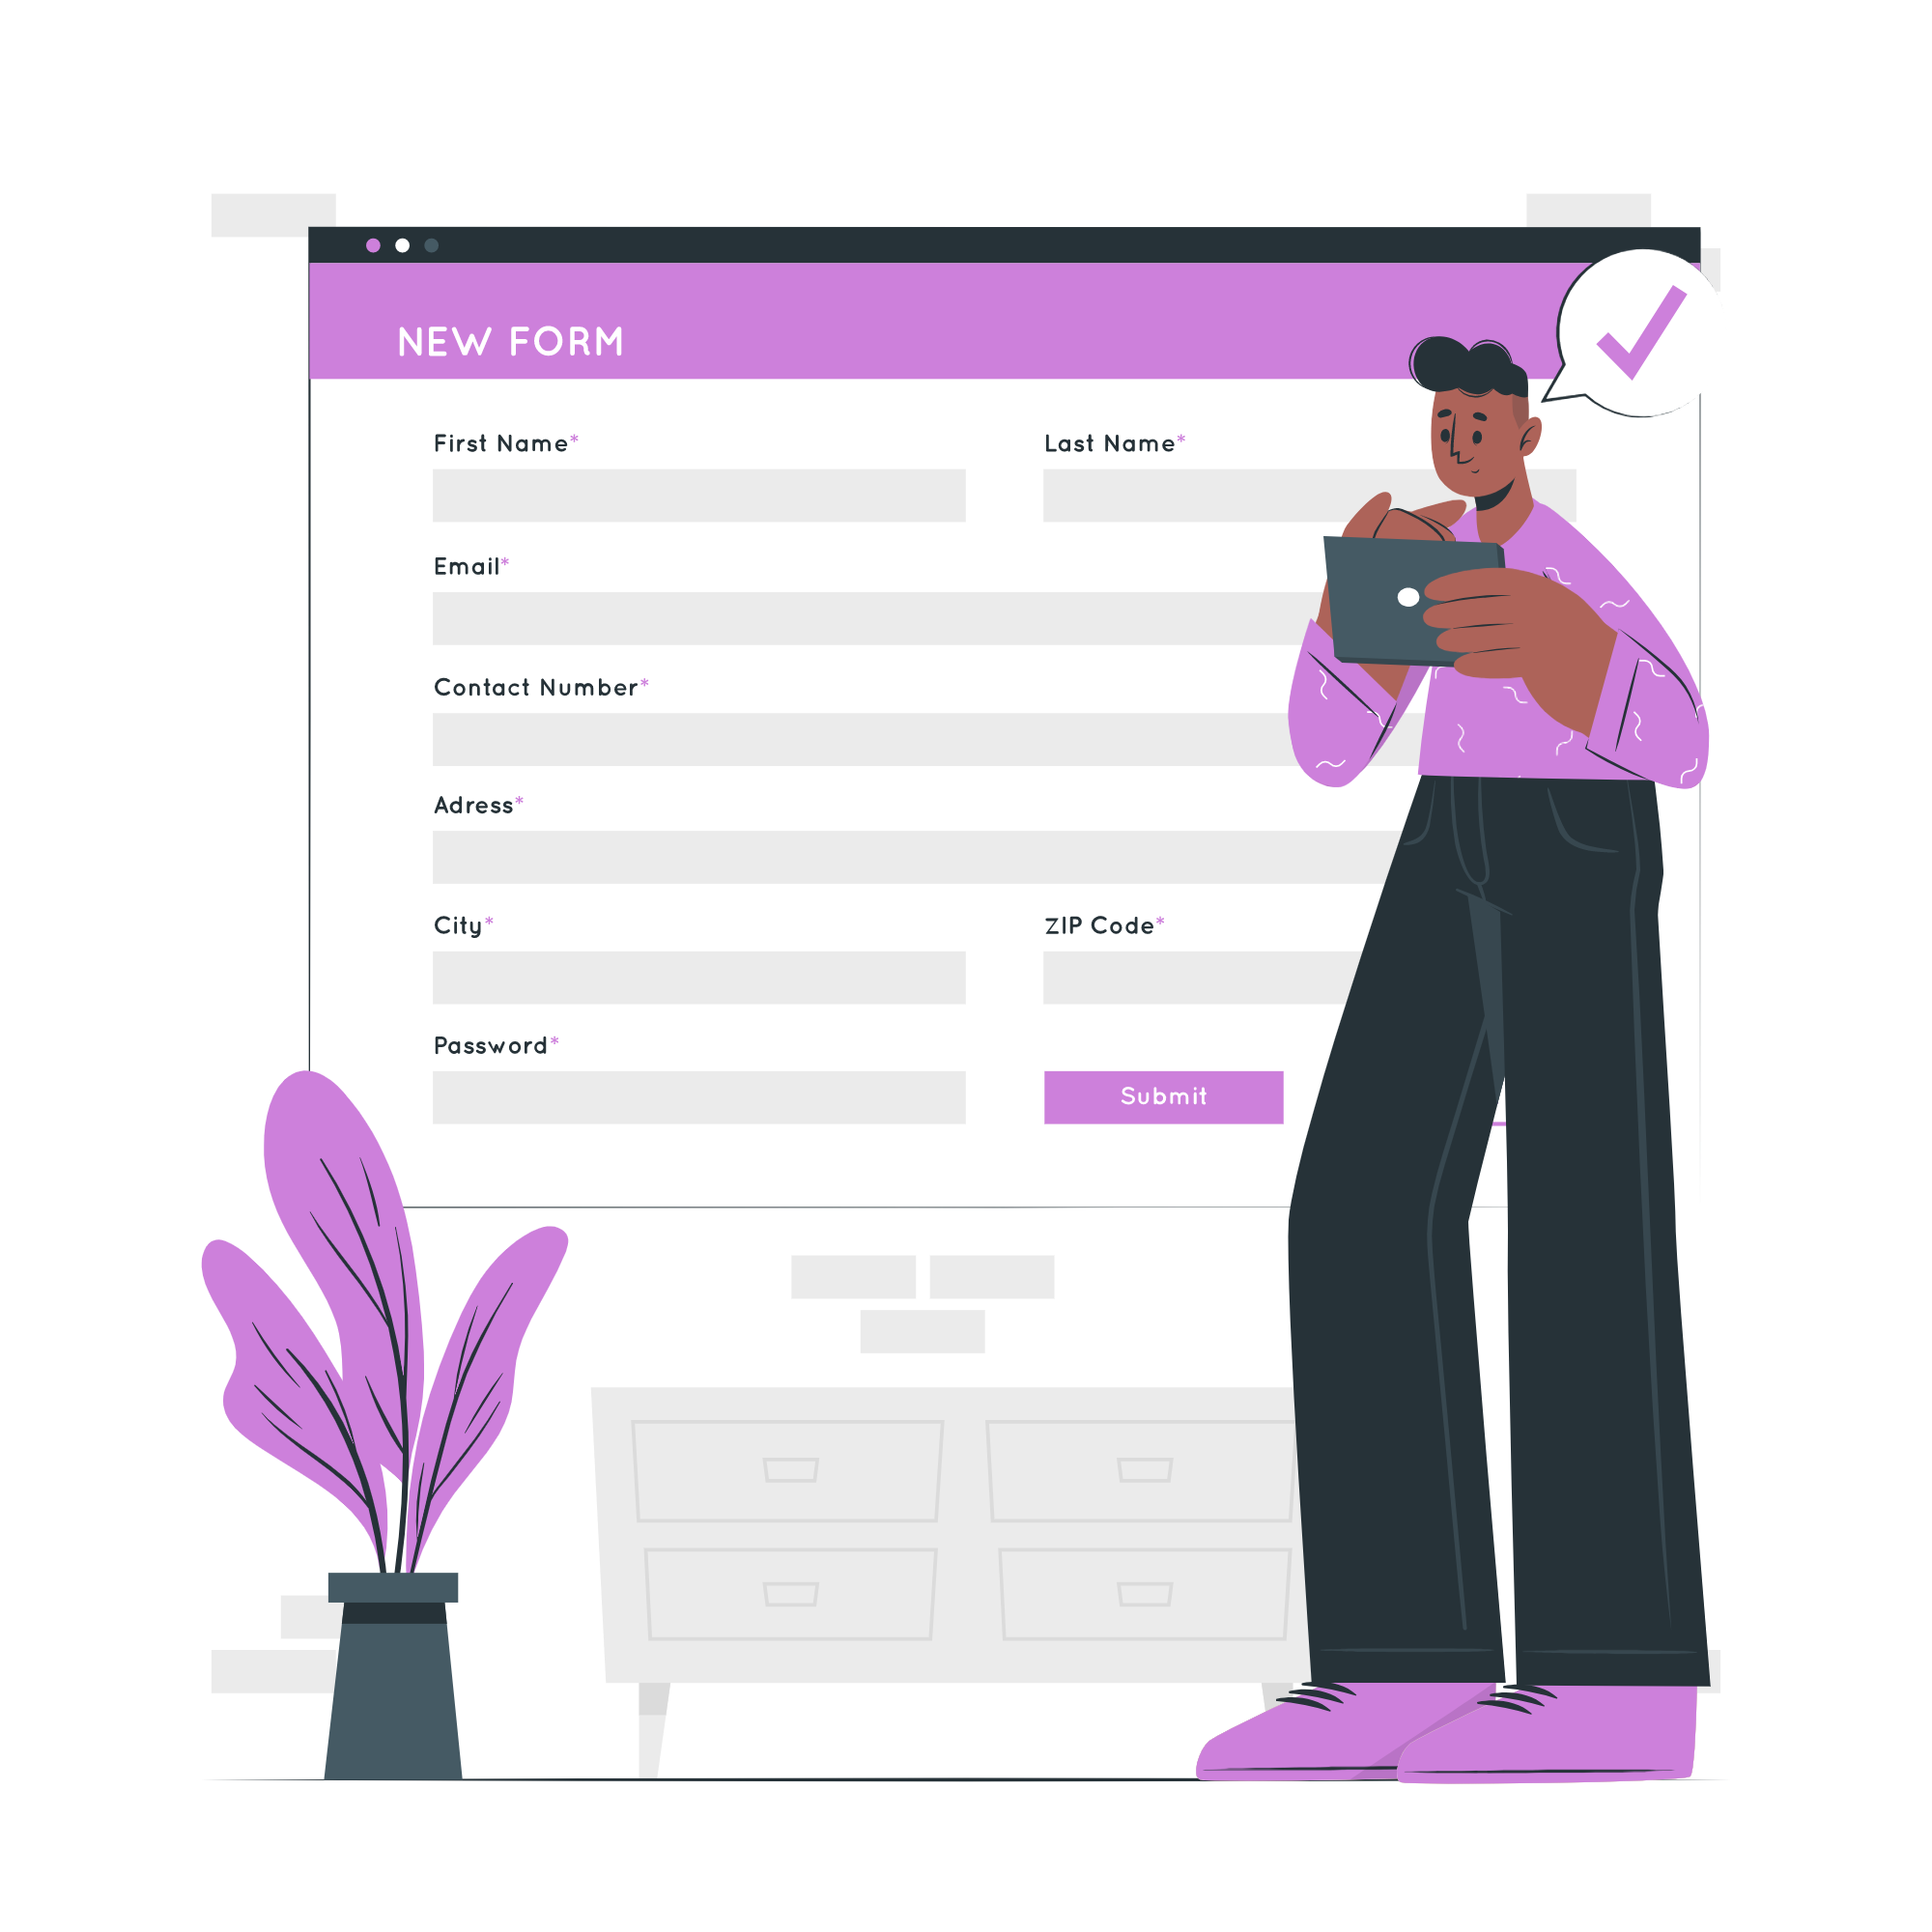 NEW FORM
First Name* Last Name*
Email*
Contact Number*
Adress*
City* ZIP Code*
Password*
Submit